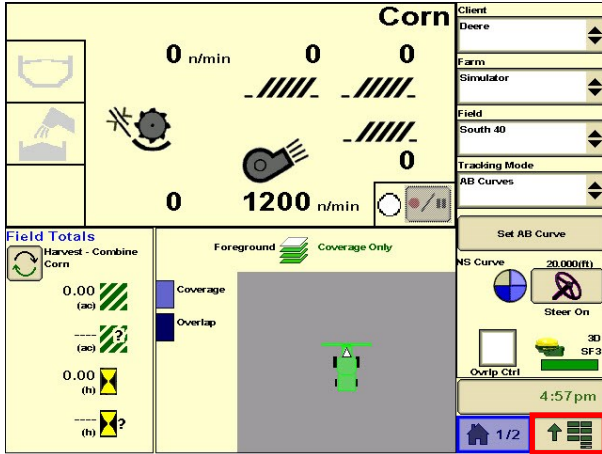 Corn
0 n/min
0
0
0
0
1200 n/min
Client
Deere
Farm
Simulator
Field
South 40
Tracking Mode
AB Curves
Set AB Curve
NS Curve
20.000(ft)
Steer On
3D
SF3
Ovrlp Ctrl
4:57pm
1/2
Field Totals
Harvest - Combine
Corn
0.00
(ac)
----
(ac)
?
0.00
(h)
----
(h)
?
Foreground
Coverage Only
Coverage
Overlap